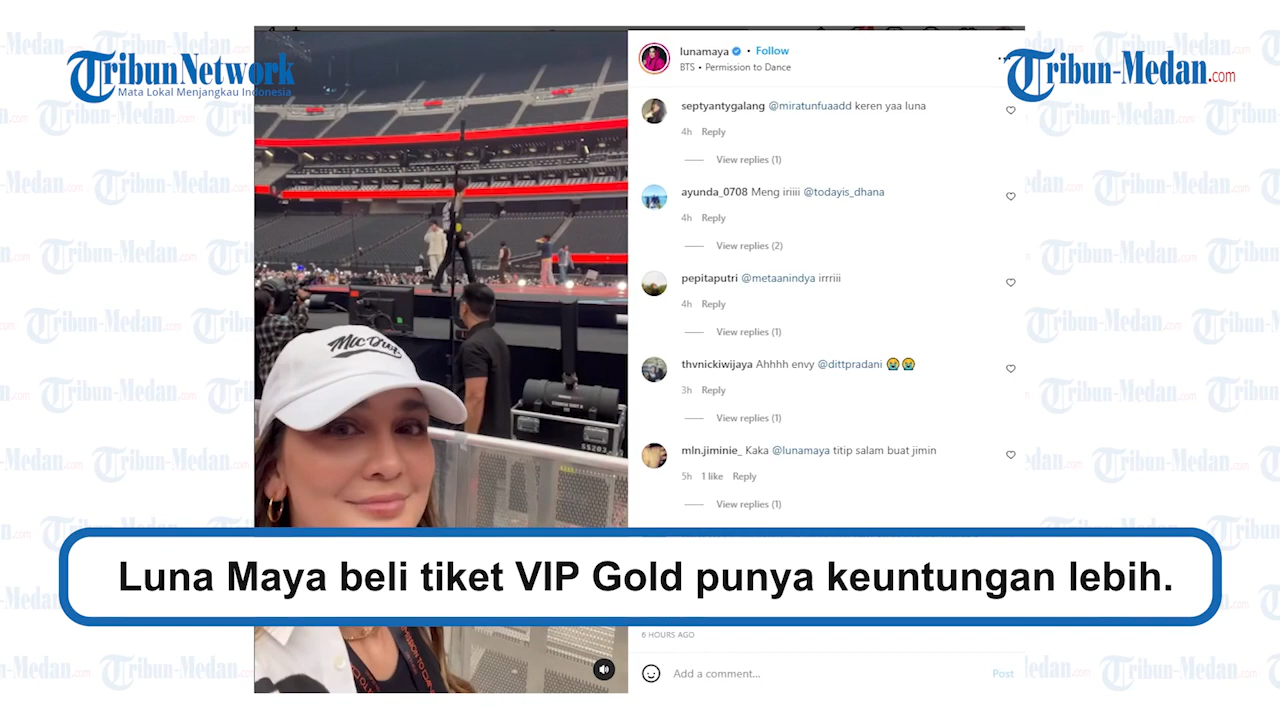 TribunNetwork
Mata Lokal Menjangkau Indonesia
Tribun-Medan.com
lunamaya • Follow
BTS • Permission to Dance
septyantygalang @miratunfuaadd keren yaa luna
4h Reply
View replies (1)
ayunda_0708 Meng iriiii @todayis_dhana
4h Reply
View replies (2)
pepitaputri @metaanindya irrriii
4h Reply
View replies (1)
thvnickiwijaya Ahhhh envy @dittpradani 😭😭
3h Reply
View replies (1)
mln.jiminie_ Kaka @lunamaya titip salam buat jimin
5h 1 like Reply
View replies (1)
Mic Drop
SS203
Luna Maya beli tiket VIP Gold punya keuntungan lebih.
6 HOURS AGO
Add a comment... Post